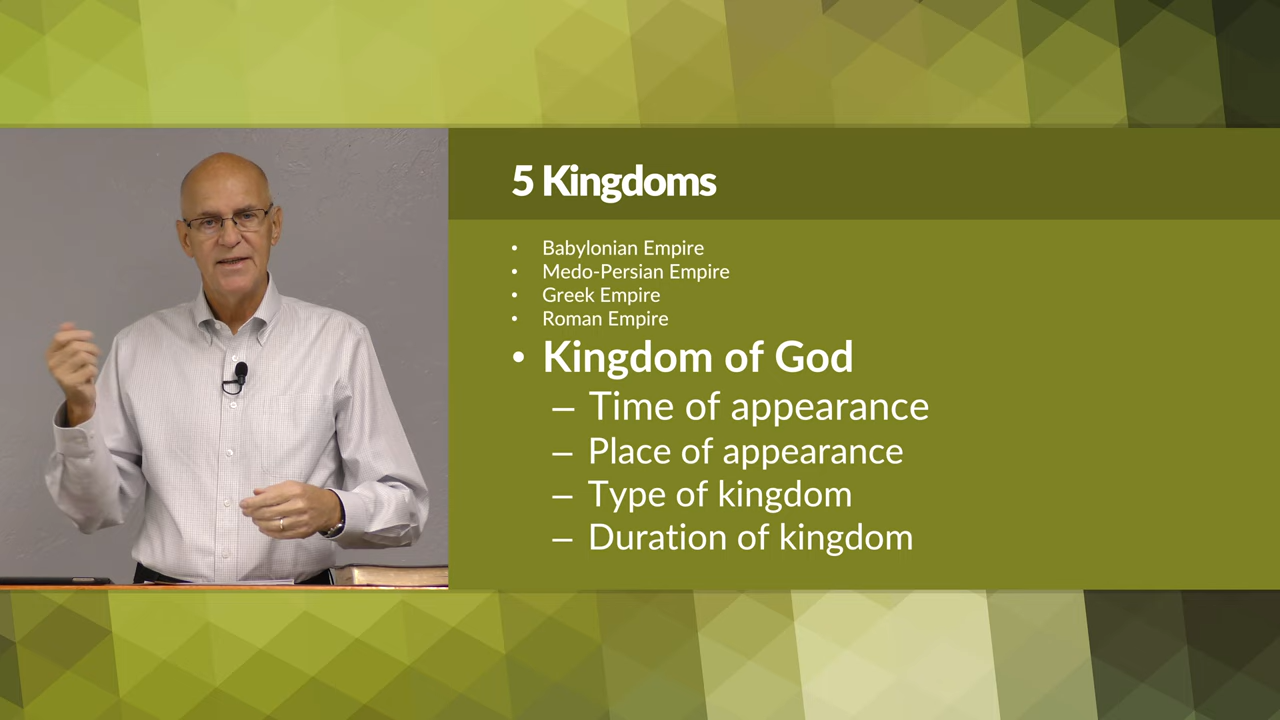 5 Kingdoms
• Babylonian Empire
• Medo-Persian Empire
• Greek Empire
• Roman Empire
• Kingdom of God
– Time of appearance
– Place of appearance
– Type of kingdom
– Duration of kingdom